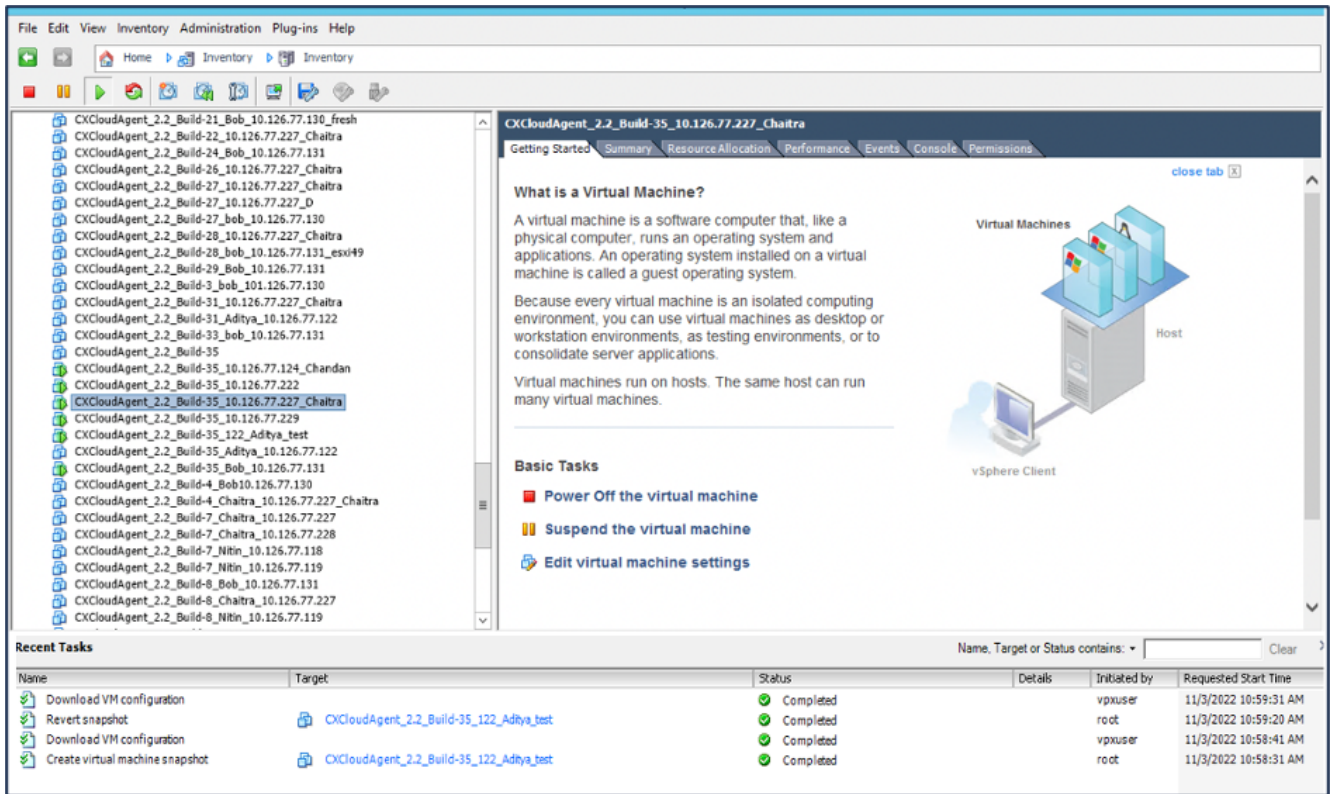 File Edit View Inventory Administration Plug-ins Help
Home Inventory Inventory
CXCloudAgent_2.2_Build-21_Bob_10.126.77.130_fresh
CXCloudAgent_2.2_Build-22_10.126.77.227_Chaitra
CXCloudAgent_2.2_Build-24_Bob_10.126.77.131
CXCloudAgent_2.2_Build-26_10.126.77.227_Chaitra
CXCloudAgent_2.2_Build-27_10.126.77.227_Chaitra
CXCloudAgent_2.2_Build-27_10.126.77.227_D
CXCloudAgent_2.2_Build-27_bob_10.126.77.130
CXCloudAgent_2.2_Build-28_10.126.77.227_Chaitra
CXCloudAgent_2.2_Build-28_bob_10.126.77.131_esxi49
CXCloudAgent_2.2_Build-29_Bob_10.126.77.131
CXCloudAgent_2.2_Build-3_bob_101.126.77.130
CXCloudAgent_2.2_Build-31_10.126.77.227_Chaitra
CXCloudAgent_2.2_Build-31_Aditya_10.126.77.122
CXCloudAgent_2.2_Build-33_bob_10.126.77.131
CXCloudAgent_2.2_Build-35
CXCloudAgent_2.2_Build-35_10.126.77.124_Chandan
CXCloudAgent_2.2_Build-35_10.126.77.222
CXCloudAgent_2.2_Build-35_10.126.77.227_Chaitra
CXCloudAgent_2.2_Build-35_10.126.77.229
CXCloudAgent_2.2_Build-35_122_Aditya_test
CXCloudAgent_2.2_Build-35_Aditya_10.126.77.122
CXCloudAgent_2.2_Build-35_Bob_10.126.77.131
CXCloudAgent_2.2_Build-4_Bob10.126.77.130
CXCloudAgent_2.2_Build-4_Chaitra_10.126.77.227_Chaitra
CXCloudAgent_2.2_Build-7_Chaitra_10.126.77.227
CXCloudAgent_2.2_Build-7_Chaitra_10.126.77.228
CXCloudAgent_2.2_Build-7_Nitin_10.126.77.118
CXCloudAgent_2.2_Build-7_Nitin_10.126.77.119
CXCloudAgent_2.2_Build-8_Bob_10.126.77.131
CXCloudAgent_2.2_Build-8_Chaitra_10.126.77.227
CXCloudAgent_2.2_Build-8_Nitin_10.126.77.119
CXCloudAgent_2.2_Build-35_10.126.77.227_Chaitra
Getting Started Summary Resource Allocation Performance Events Console Permissions
close tab X
What is a Virtual Machine?
A virtual machine is a software computer that, like a
physical computer, runs an operating system and
applications. An operating system installed on a virtual
machine is called a guest operating system.
Because every virtual machine is an isolated computing
environment, you can use virtual machines as desktop or
workstation environments, as testing environments, or to
consolidate server applications.
Virtual machines run on hosts. The same host can run
many virtual machines.
Virtual Machines
Host
vSphere Client
Basic Tasks
Power Off the virtual machine
Suspend the virtual machine
Edit virtual machine settings
Recent Tasks Name, Target or Status contains: Clear
Name Target Status Details Initiated by Requested Start Time
Download VM configuration Completed vpxuser 11/3/2022 10:59:31 AM
Revert snapshot CXCloudAgent_2.2_Build-35_122_Aditya_test Completed root 11/3/2022 10:59:20 AM
Download VM configuration Completed vpxuser 11/3/2022 10:58:41 AM
Create virtual machine snapshot CXCloudAgent_2.2_Build-35_122_Aditya_test Completed root 11/3/2022 10:58:31 AM